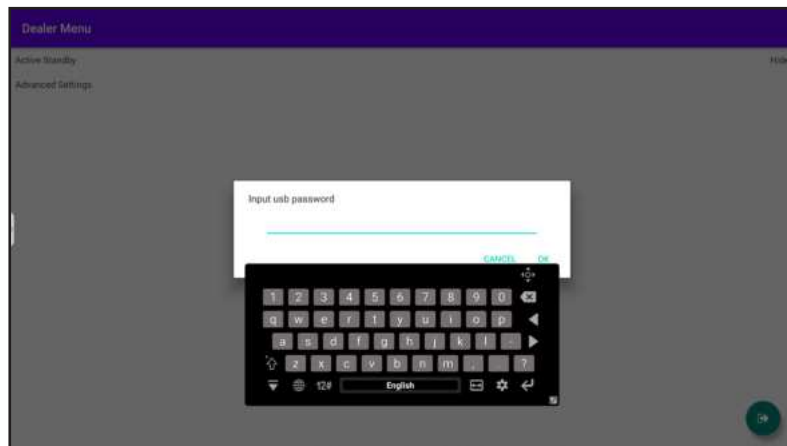 Dealer Menu
Active Standby
Hide
Advanced Settings
Input usb password
CANCEL OK
1 2 3 4 5 6 7 8 9 0
q w e r t y u i o p
a s d f g h j k l -
z x c v b n m , . ?
12# English